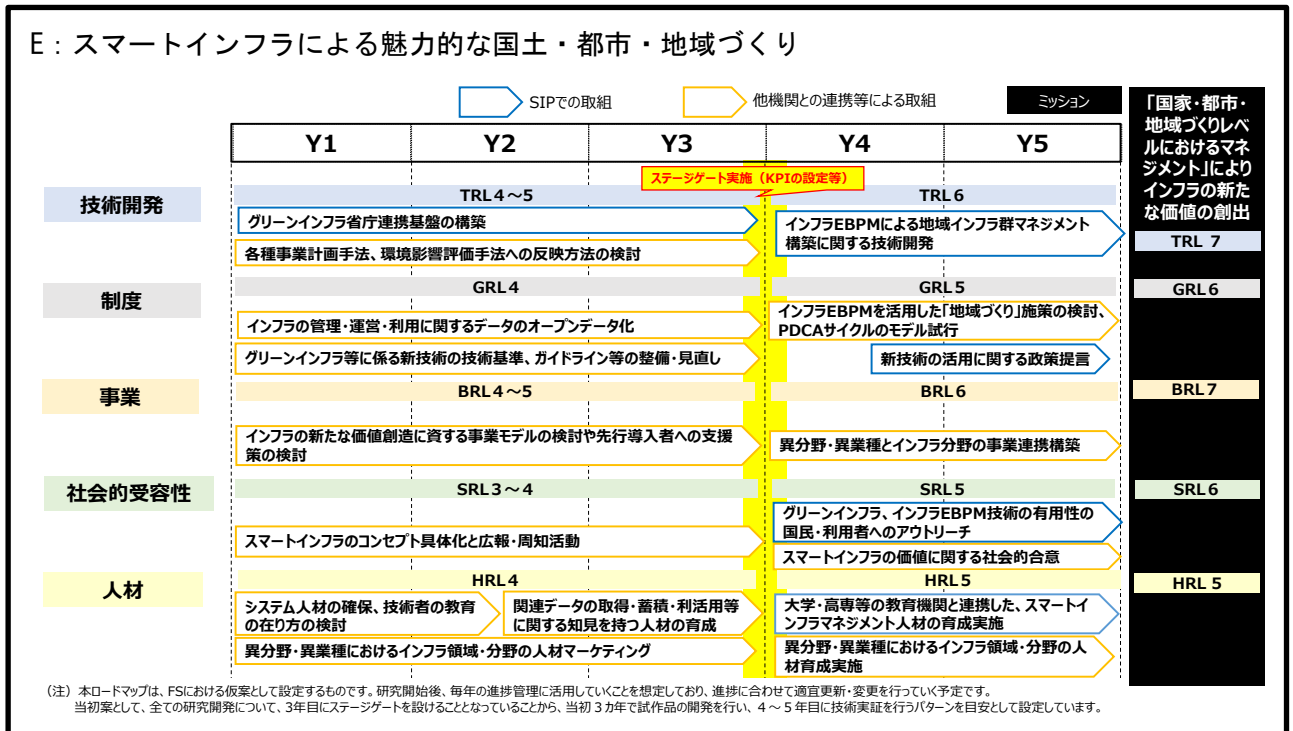 E：スマートインフラによる魅力的な国土・都市・地域づくり
SIPでの取組
他機関との連携等による取組
ミッション
「国家・都市・
地域づくりレベ
ルにおけるマネ
ジメント」により
インフラの新た
な価値の創出
Y1
Y2
Y3
Y4
Y5
ステージゲート実施（KPIの設定等）
技術開発
TRL４～５
TRL６
TRL 7
グリーンインフラ省庁連携基盤の構築
各種事業計画手法、環境影響評価手法への反映方法の検討
インフラEBPMによる地域インフラ群マネジメント
構築に関する技術開発
制度
GRL４
GRL５
GRL６
インフラの管理・運営・利用に関するデータのオープンデータ化
グリーンインフラ等に係る新技術の技術基準、ガイドライン等の整備・見直し
インフラEBPMを活用した「地域づくり」施策の検討、
PDCAサイクルのモデル試行
新技術の活用に関する政策提言
事業
BRL４～５
BRL６
BRL７
インフラの新たな価値創造に資する事業モデルの検討や先行導入者への支援
策の検討
異分野・異業種とインフラ分野の事業連携構築
社会的受容性
SRL３～４
SRL５
SRL６
スマートインフラのコンセプト具体化と広報・周知活動
グリーンインフラ、インフラEBPM技術の有用性の
国民・利用者へのアウトリーチ
スマートインフラの価値に関する社会的合意
人材
HRL４
HRL５
HRL 5
システム人材の確保、技術者の教育
の在り方の検討
関連データの取得・蓄積・利活用等
に関する知見を持つ人材の育成
異分野・異業種におけるインフラ領域・分野の人材マーケティング
大学・高専等の教育機関と連携した、スマートイ
ンフラマネジメント人材の育成実施
異分野・異業種におけるインフラ領域・分野の人
材育成実施
（注）本ロードマップは、FSにおける仮案として設定するものです。研究開始後、毎年の進捗管理に活用していくことを想定しており、進捗に合わせて適宜更新・変更を行っていく予定です。
当初案として、全ての研究開発について、3年目にステージゲートを設けることとなっていることから、当初３カ年で試作品の開発を行い、４～５年目に技術実証を行うパターンを目安として設定しています。